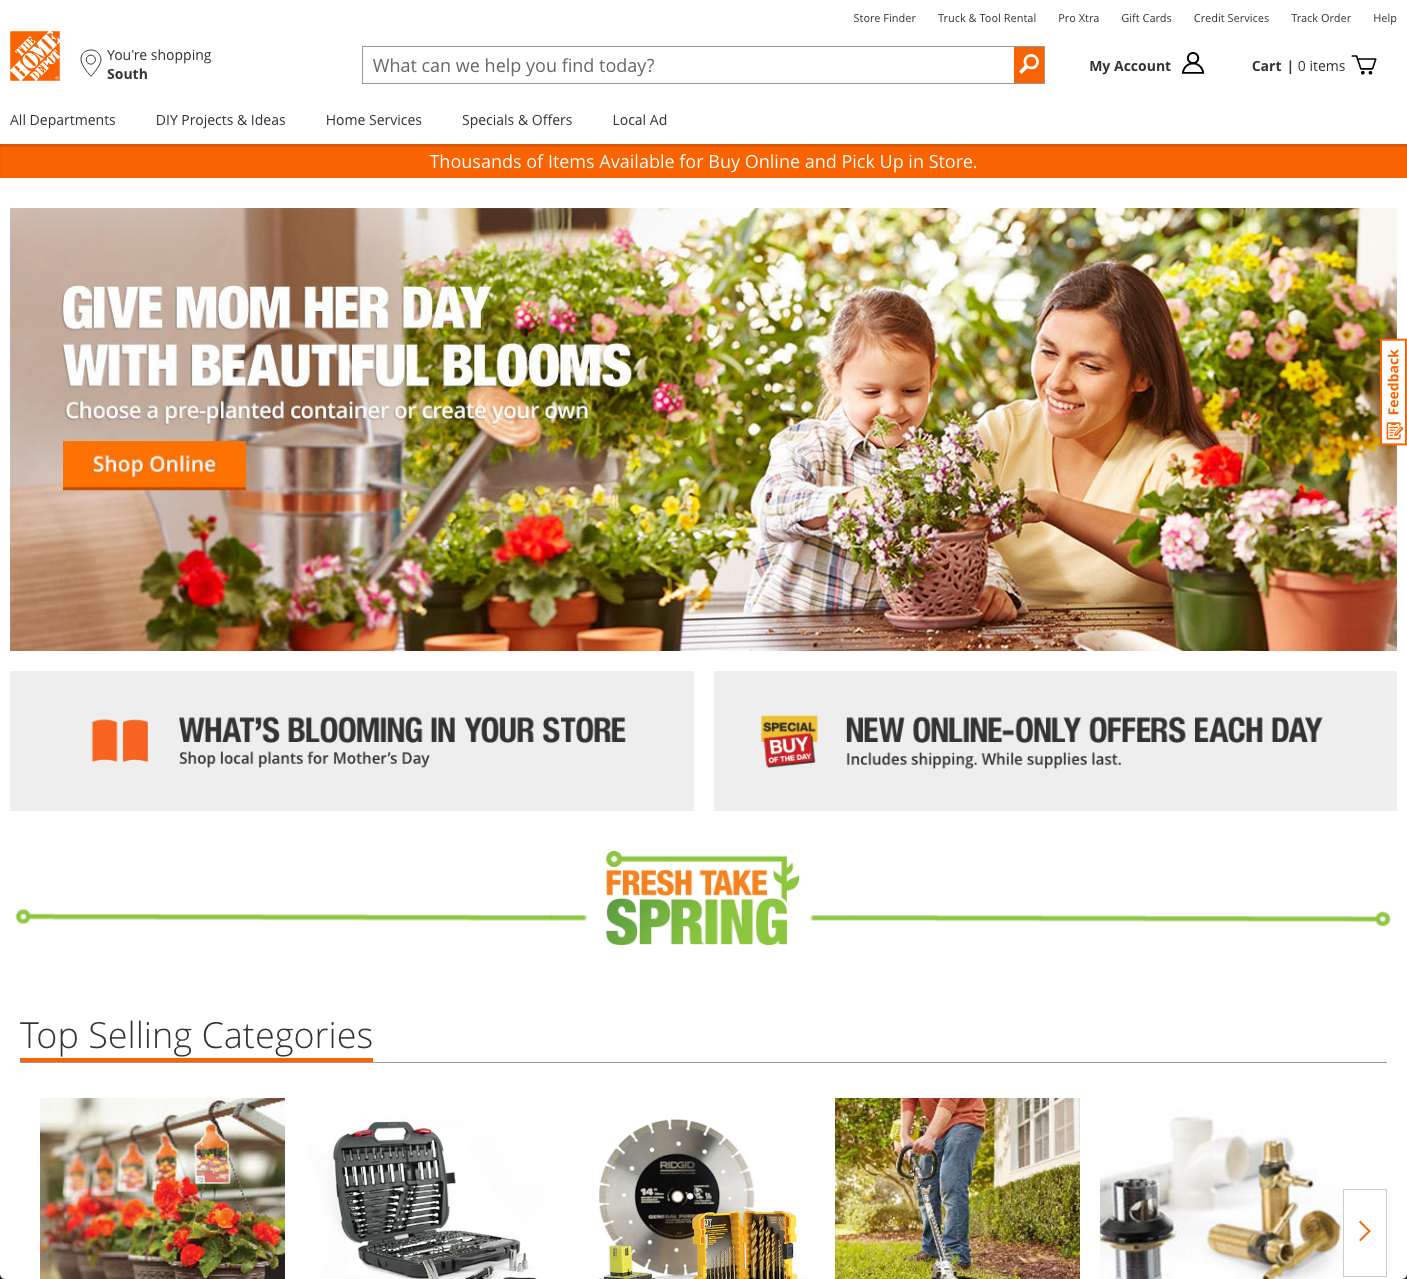 Store Finder Truck & Tool Rental Pro Xtra Gift Cards Credit Services Track Order Help
THE HOME DEPOT
You're shopping
South
What can we help you find today?
My Account
Cart | 0 items
All Departments DIY Projects & Ideas Home Services Specials & Offers Local Ad
Thousands of Items Available for Buy Online and Pick Up in Store.
GIVE MOM HER DAY
WITH BEAUTIFUL BLOOMS
Choose a pre-planted container or create your own
Shop Online
Feedback
WHAT'S BLOOMING IN YOUR STORE
Shop local plants for Mother's Day
SPECIAL
BUY
OF THE DAY
NEW ONLINE-ONLY OFFERS EACH DAY
Includes shipping. While supplies last.
FRESH TAKE
SPRING
Top Selling Categories
RIDGID
14"